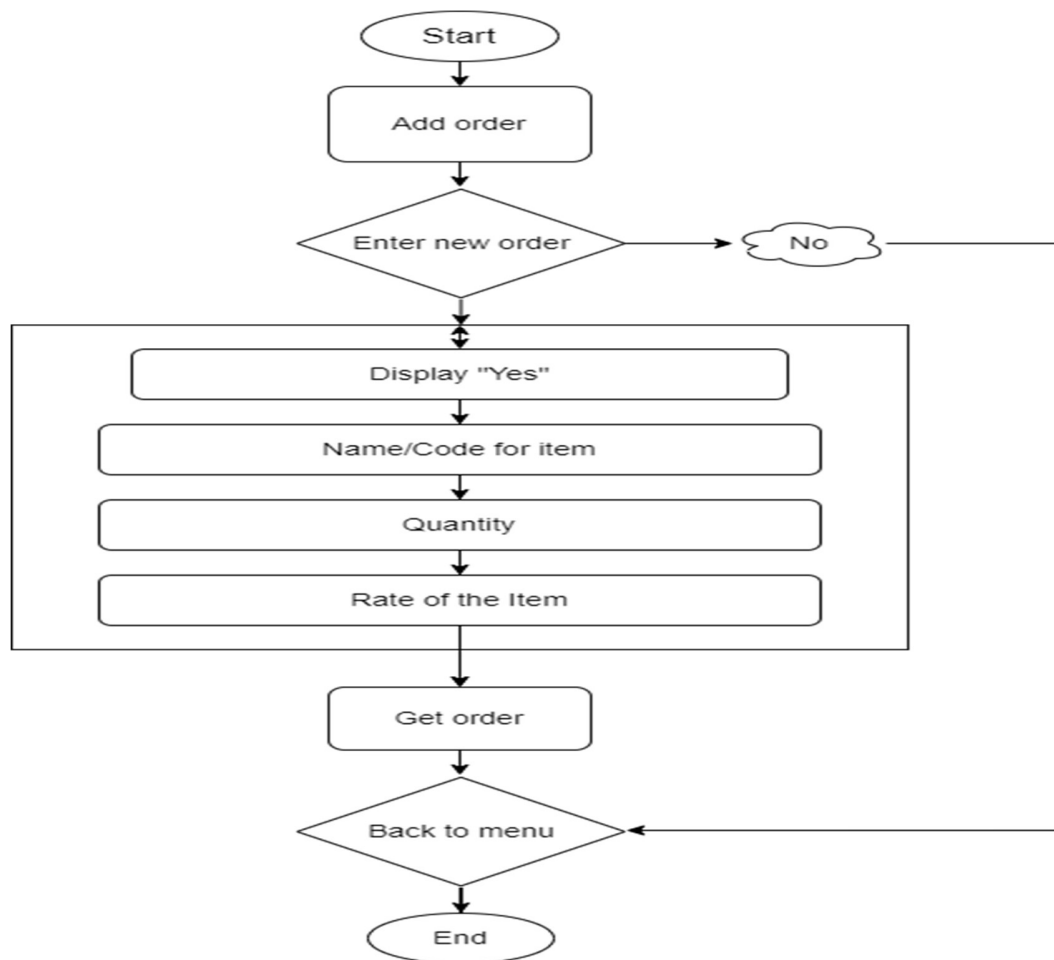 Start
Add order
Enter new order
No
Display "Yes"
Name/Code for item
Quantity
Rate of the Item
Get order
Back to menu
End